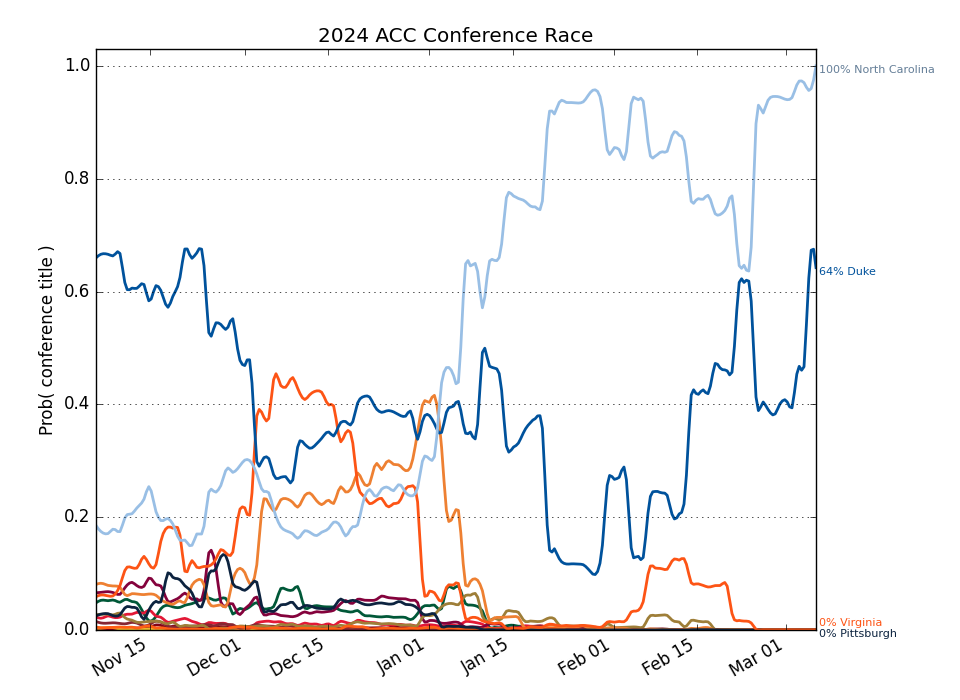 2024 ACC Conference Race
Prob( conference title )
1.0
0.8
0.6
0.4
0.2
0.0
100% North Carolina
64% Duke
0% Virginia
0% Pittsburgh
Nov 15
Dec 01
Dec 15
Jan 01
Jan 15
Feb 01
Feb 15
Mar 01